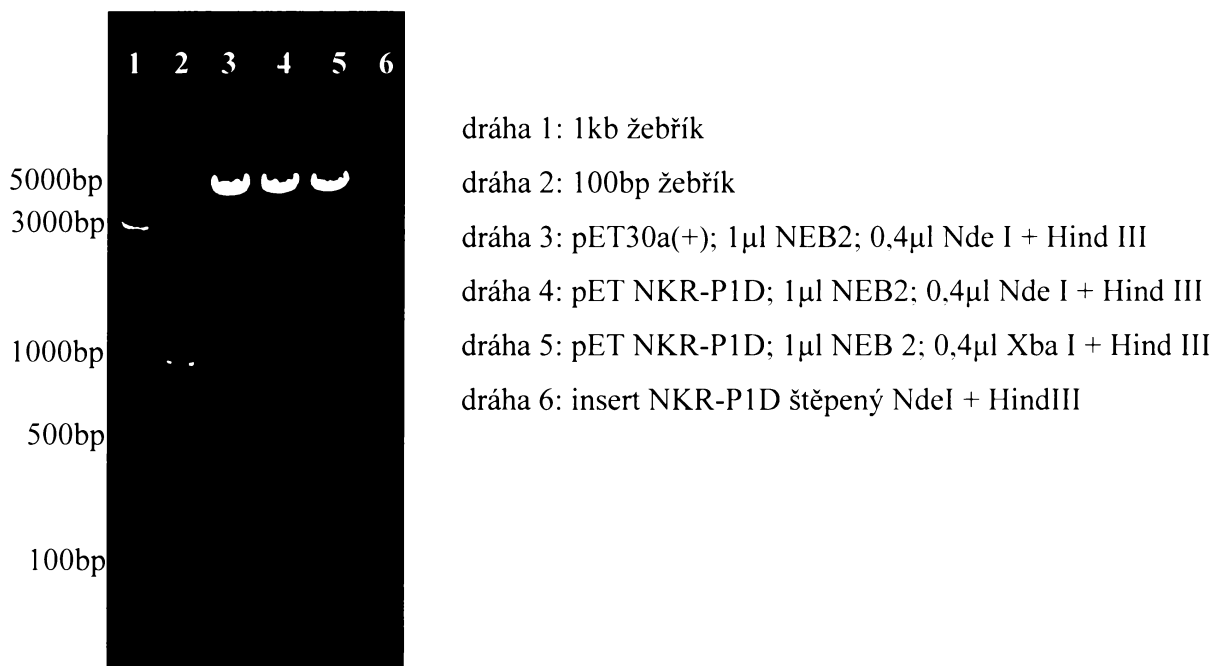 1 2 3 4 5 6
5000bp
3000bp
1000bp
500bp
100bp
dráha 1: 1kb žebřík
dráha 2: 100bp žebřík
dráha 3: pET30a(+); 1µl NEB2; 0,4µl Nde I + Hind III
dráha 4: pET NKR-P1D; 1µl NEB2; 0,4µl Nde I + Hind III
dráha 5: pET NKR-P1D; 1µl NEB 2; 0,4µl Xba I + Hind III
dráha 6: insert NKR-P1D štěpený NdeI + HindIII